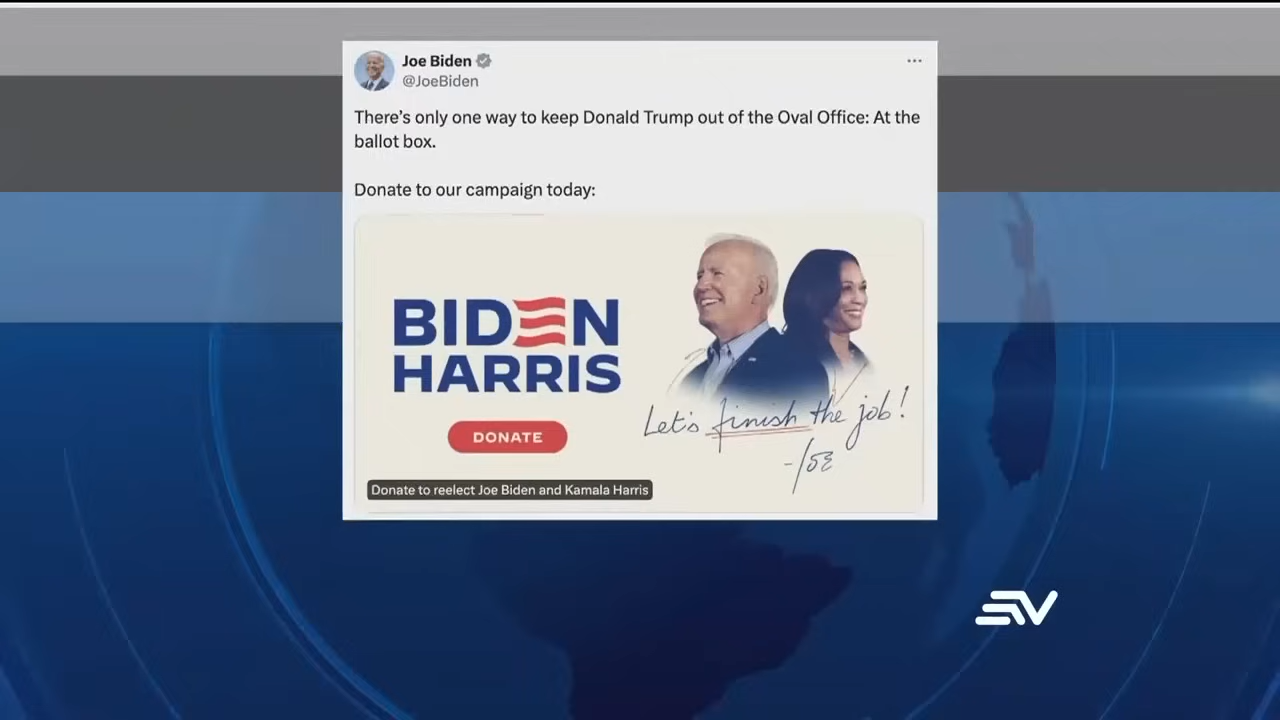 Joe Biden
@JoeBiden
There's only one way to keep Donald Trump out of the Oval Office: At the
ballot box.
Donate to our campaign today:
BIDEN
HARRIS
DONATE
Let's finish the job!
-Joe
Donate to reelect Joe Biden and Kamala Harris
EV